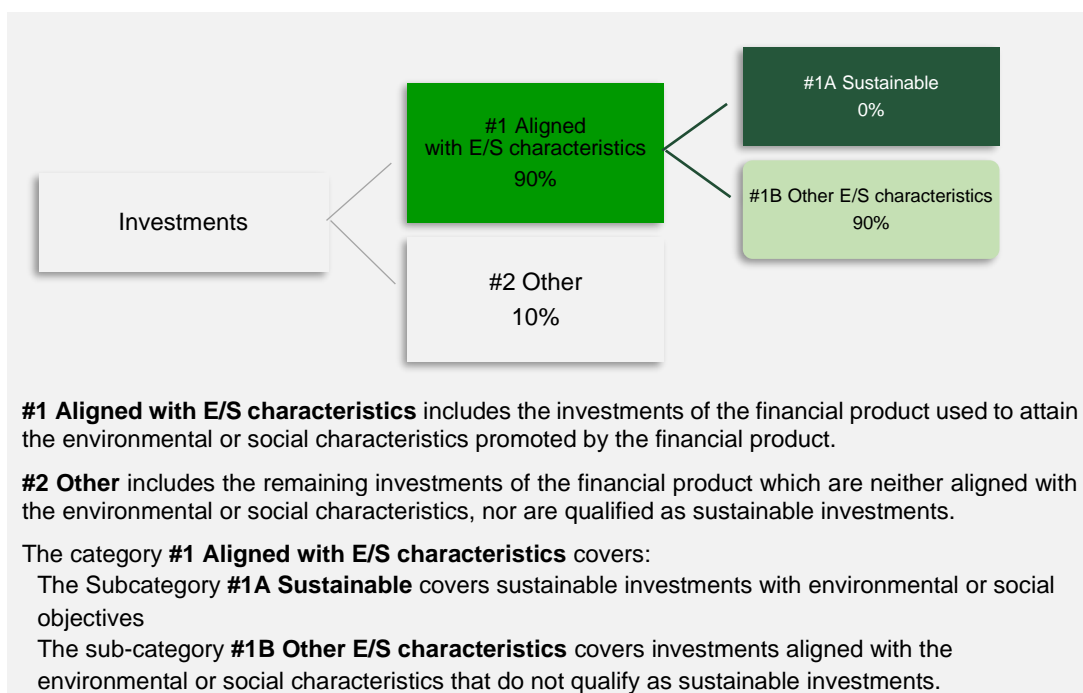 #1A Sustainable
0%
#1 Aligned
with E/S characteristics
90%
#1B Other E/S characteristics
90%
Investments
#2 Other
10%
#1 Aligned with E/S characteristics includes the investments of the financial product used to attain
the environmental or social characteristics promoted by the financial product.
#2 Other includes the remaining investments of the financial product which are neither aligned with
the environmental or social characteristics, nor are qualified as sustainable investments.
The category #1 Aligned with E/S characteristics covers:
The Subcategory #1A Sustainable covers sustainable investments with environmental or social
objectives
The sub-category #1B Other E/S characteristics covers investments aligned with the
environmental or social characteristics that do not qualify as sustainable investments.